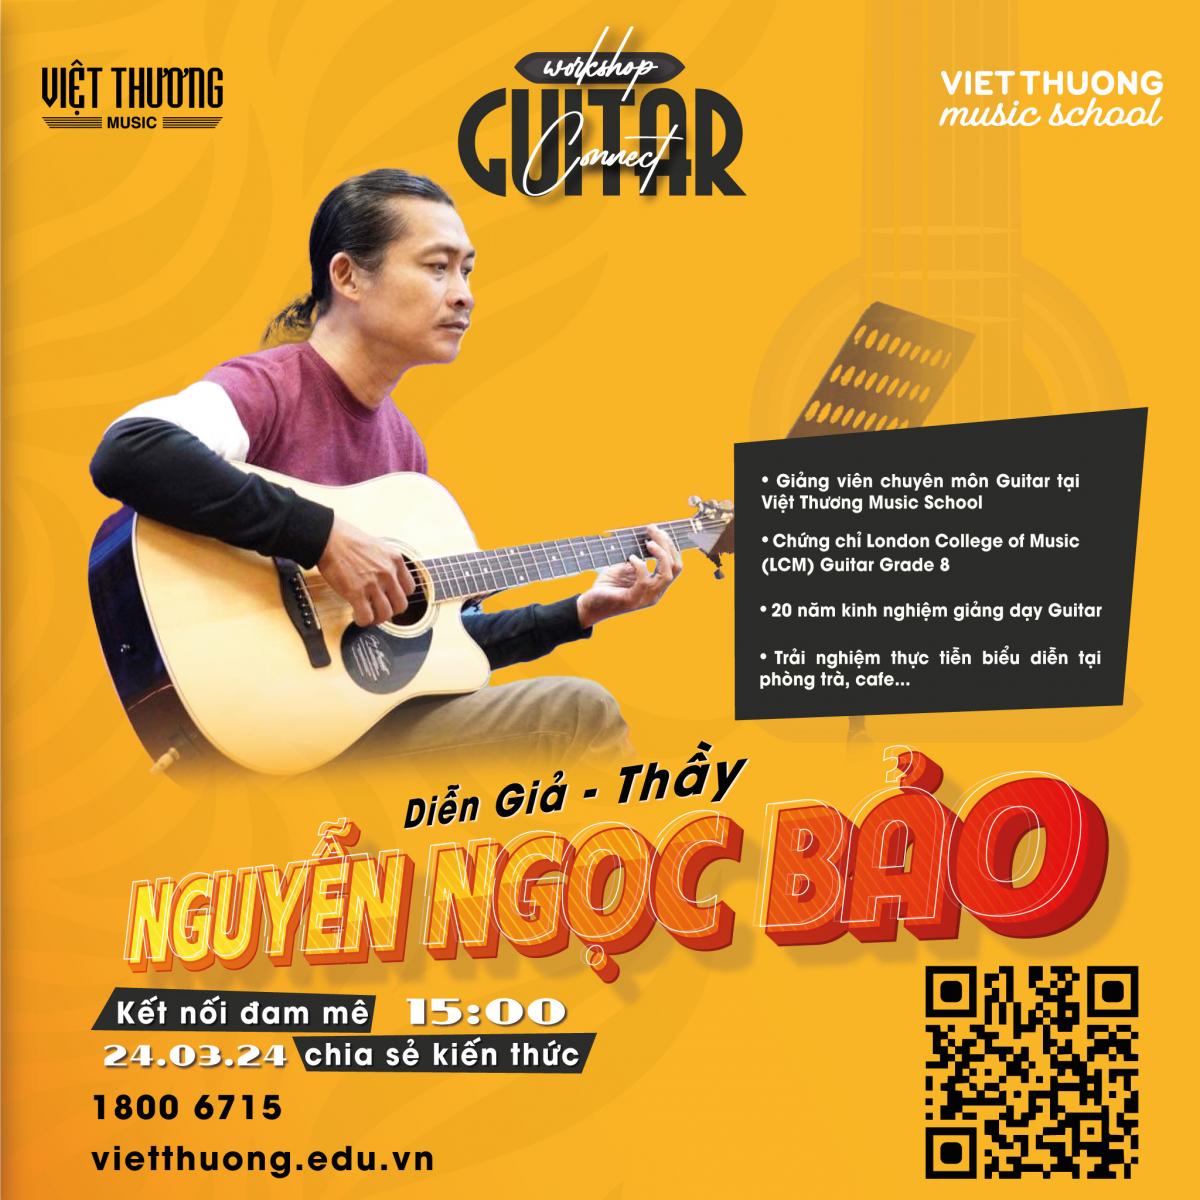 VIỆT THƯƠNG
MUSIC
workshop
GUITAR
Connect
VIET THUONG
music school
• Giảng viên chuyên môn Guitar tại
Việt Thương Music School
• Chứng chỉ London College of Music
(LCM) Guitar Grade 8
• 20 năm kinh nghiệm giảng dạy Guitar
• Trải nghiệm thực tiễn biểu diễn tại
phòng trà, cafe...
Diễn Giả - Thầy
NGUYỄN NGỌC BẢO
Kết nối đam mê 15:00
24.03.24 chia sẻ kiến thức
1800 6715
vietthuong.edu.vn